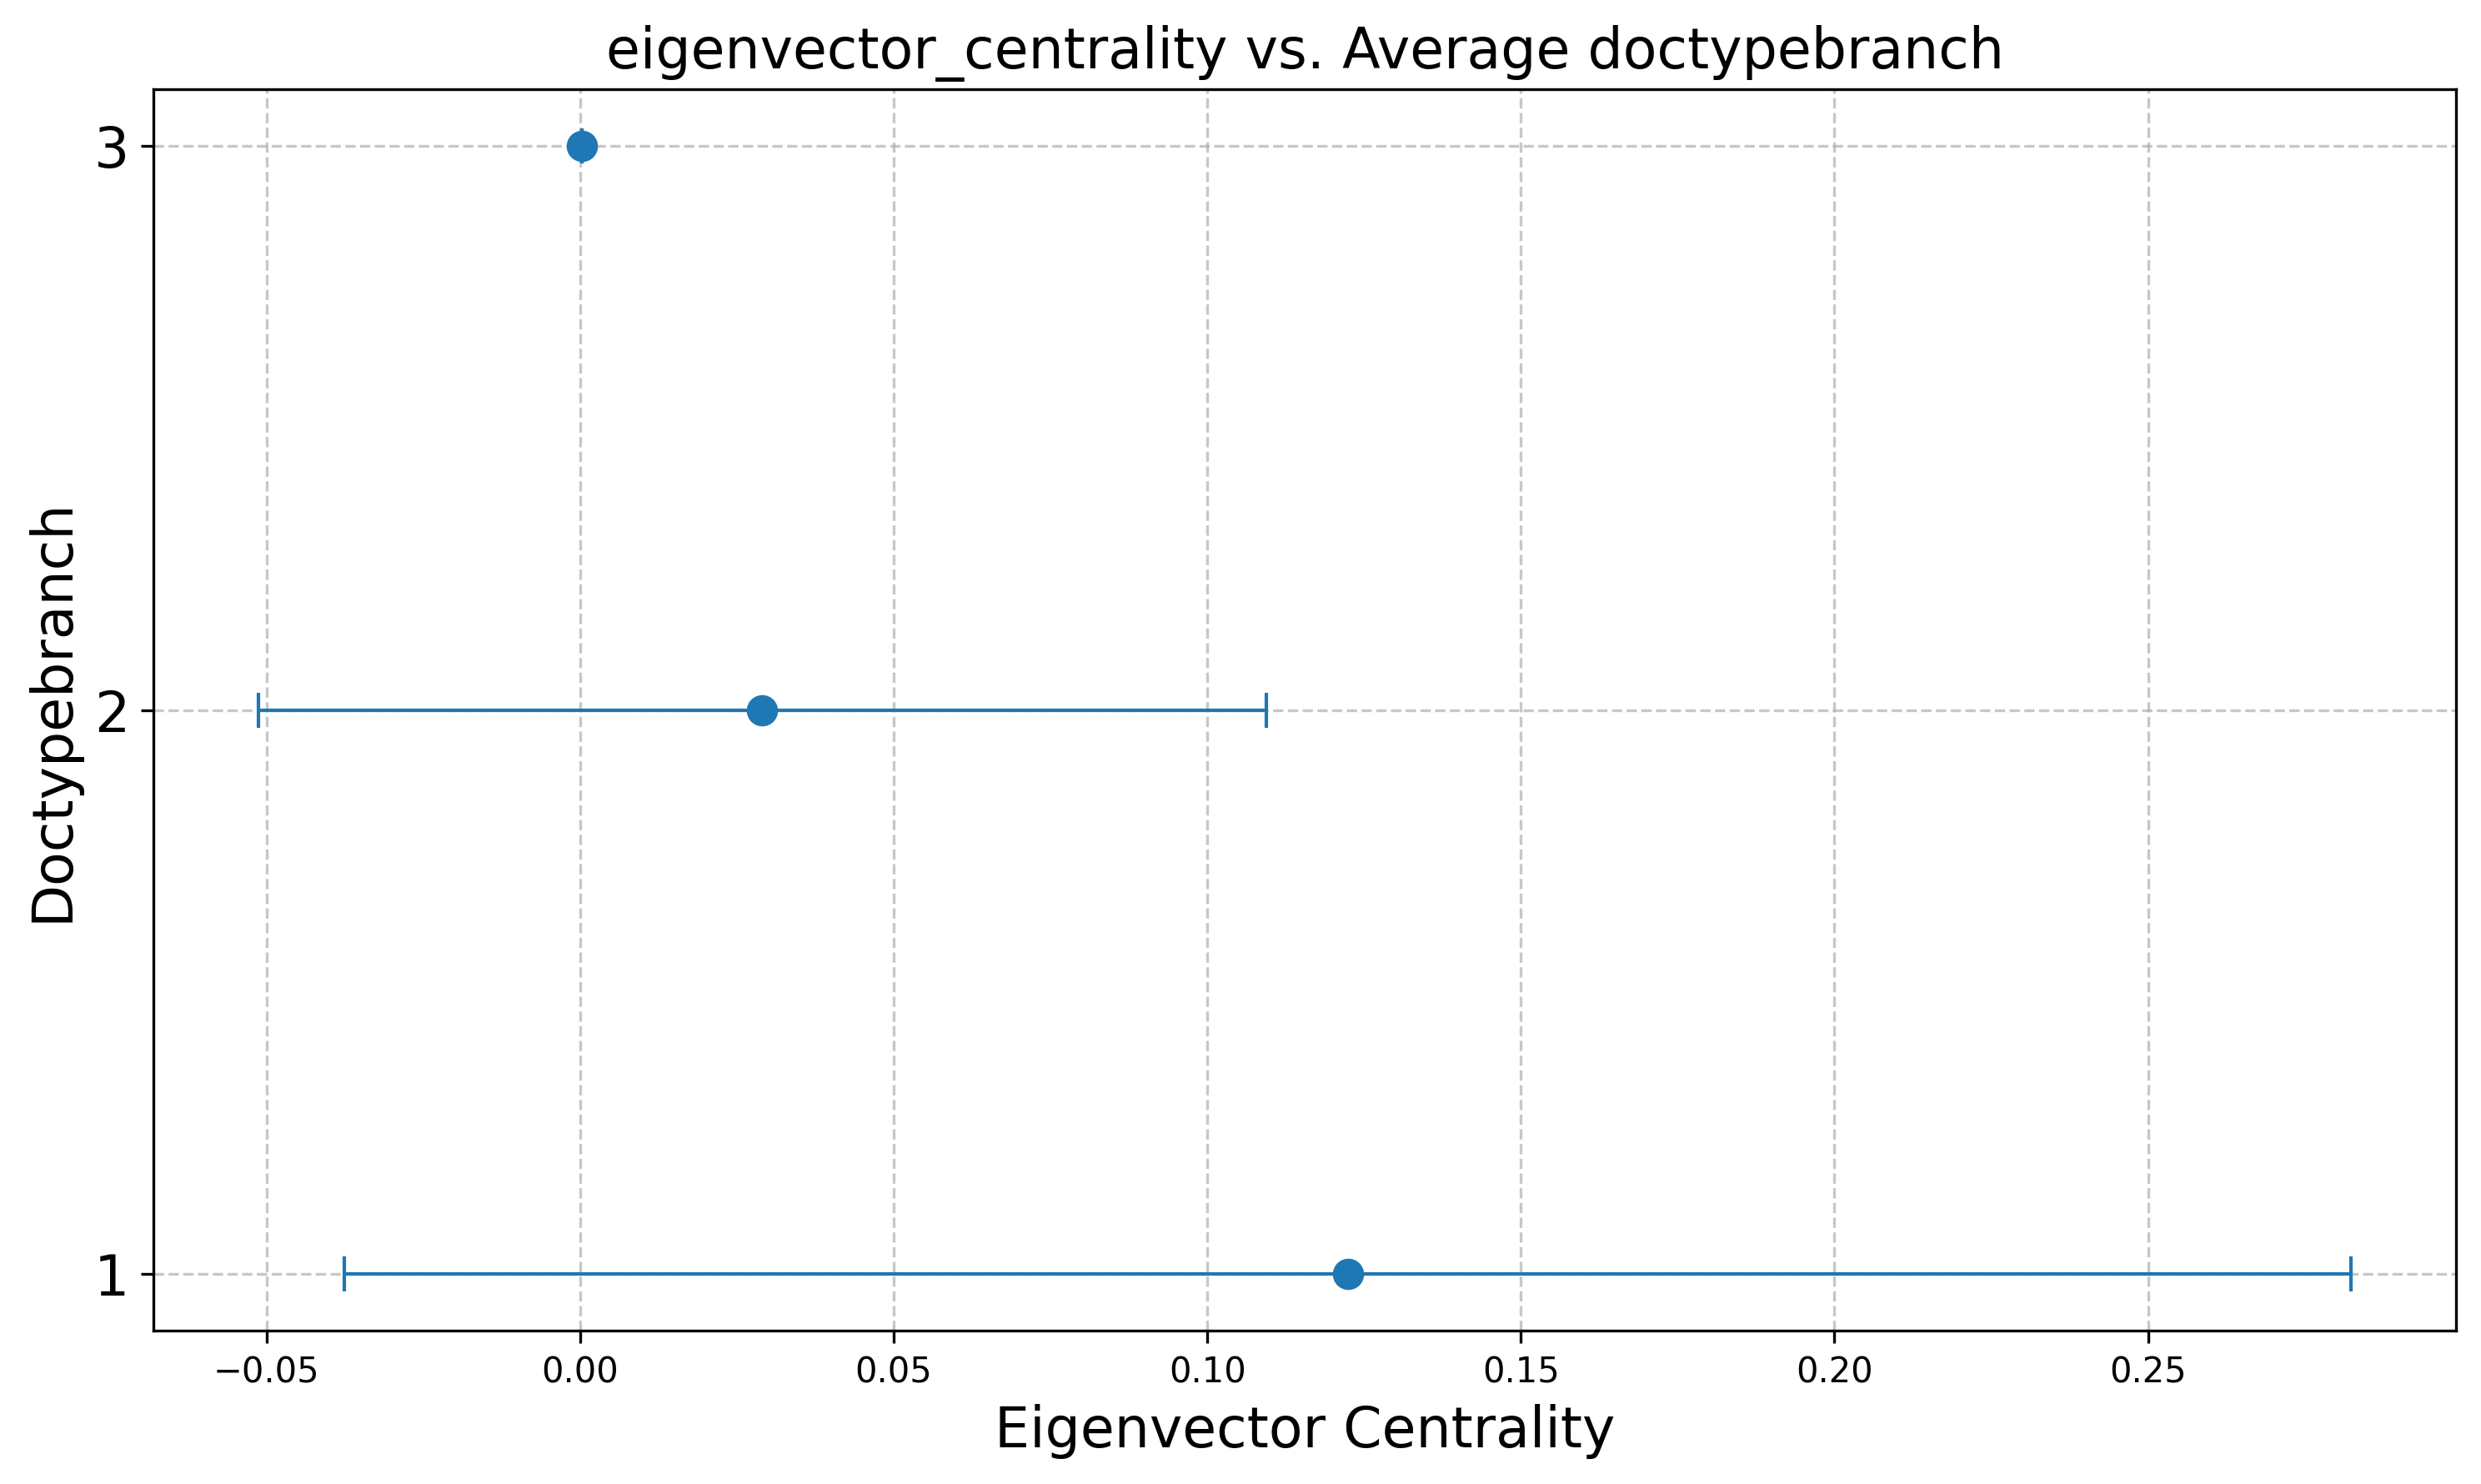 eigenvector_centrality vs. Average doctypebranch
3
2
1
Doctypebranch
−0.05 0.00 0.05 0.10 0.15 0.20 0.25
Eigenvector Centrality